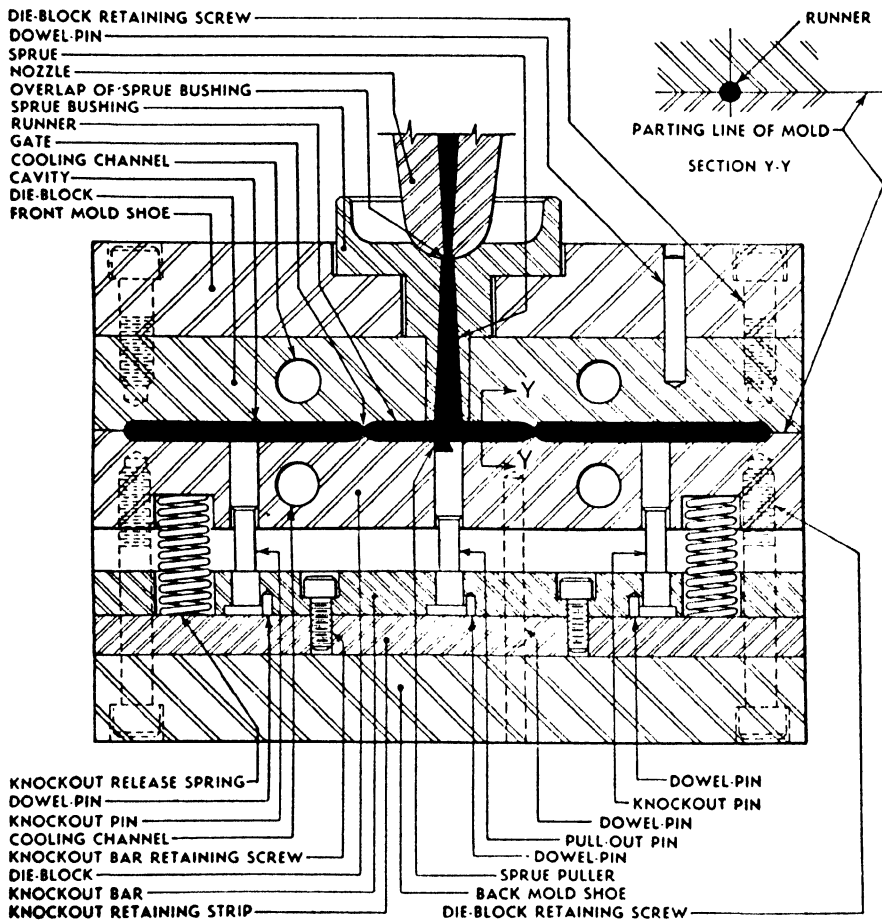 DIE-BLOCK RETAINING SCREW
DOWEL-PIN
SPRUE
NOZZLE
OVERLAP OF SPRUE BUSHING
SPRUE BUSHING
RUNNER
GATE
COOLING CHANNEL
CAVITY
DIE-BLOCK
FRONT MOLD SHOE
RUNNER
PARTING LINE OF MOLD
SECTION Y-Y
Y
Y
KNOCKOUT RELEASE SPRING
DOWEL-PIN
KNOCKOUT PIN
COOLING CHANNEL
KNOCKOUT BAR RETAINING SCREW
DIE-BLOCK
KNOCKOUT BAR
KNOCKOUT RETAINING STRIP
DOWEL-PIN
KNOCKOUT PIN
DOWEL-PIN
PULL-OUT PIN
DOWEL-PIN
SPRUE PULLER
BACK MOLD SHOE
DIE-BLOCK RETAINING SCREW